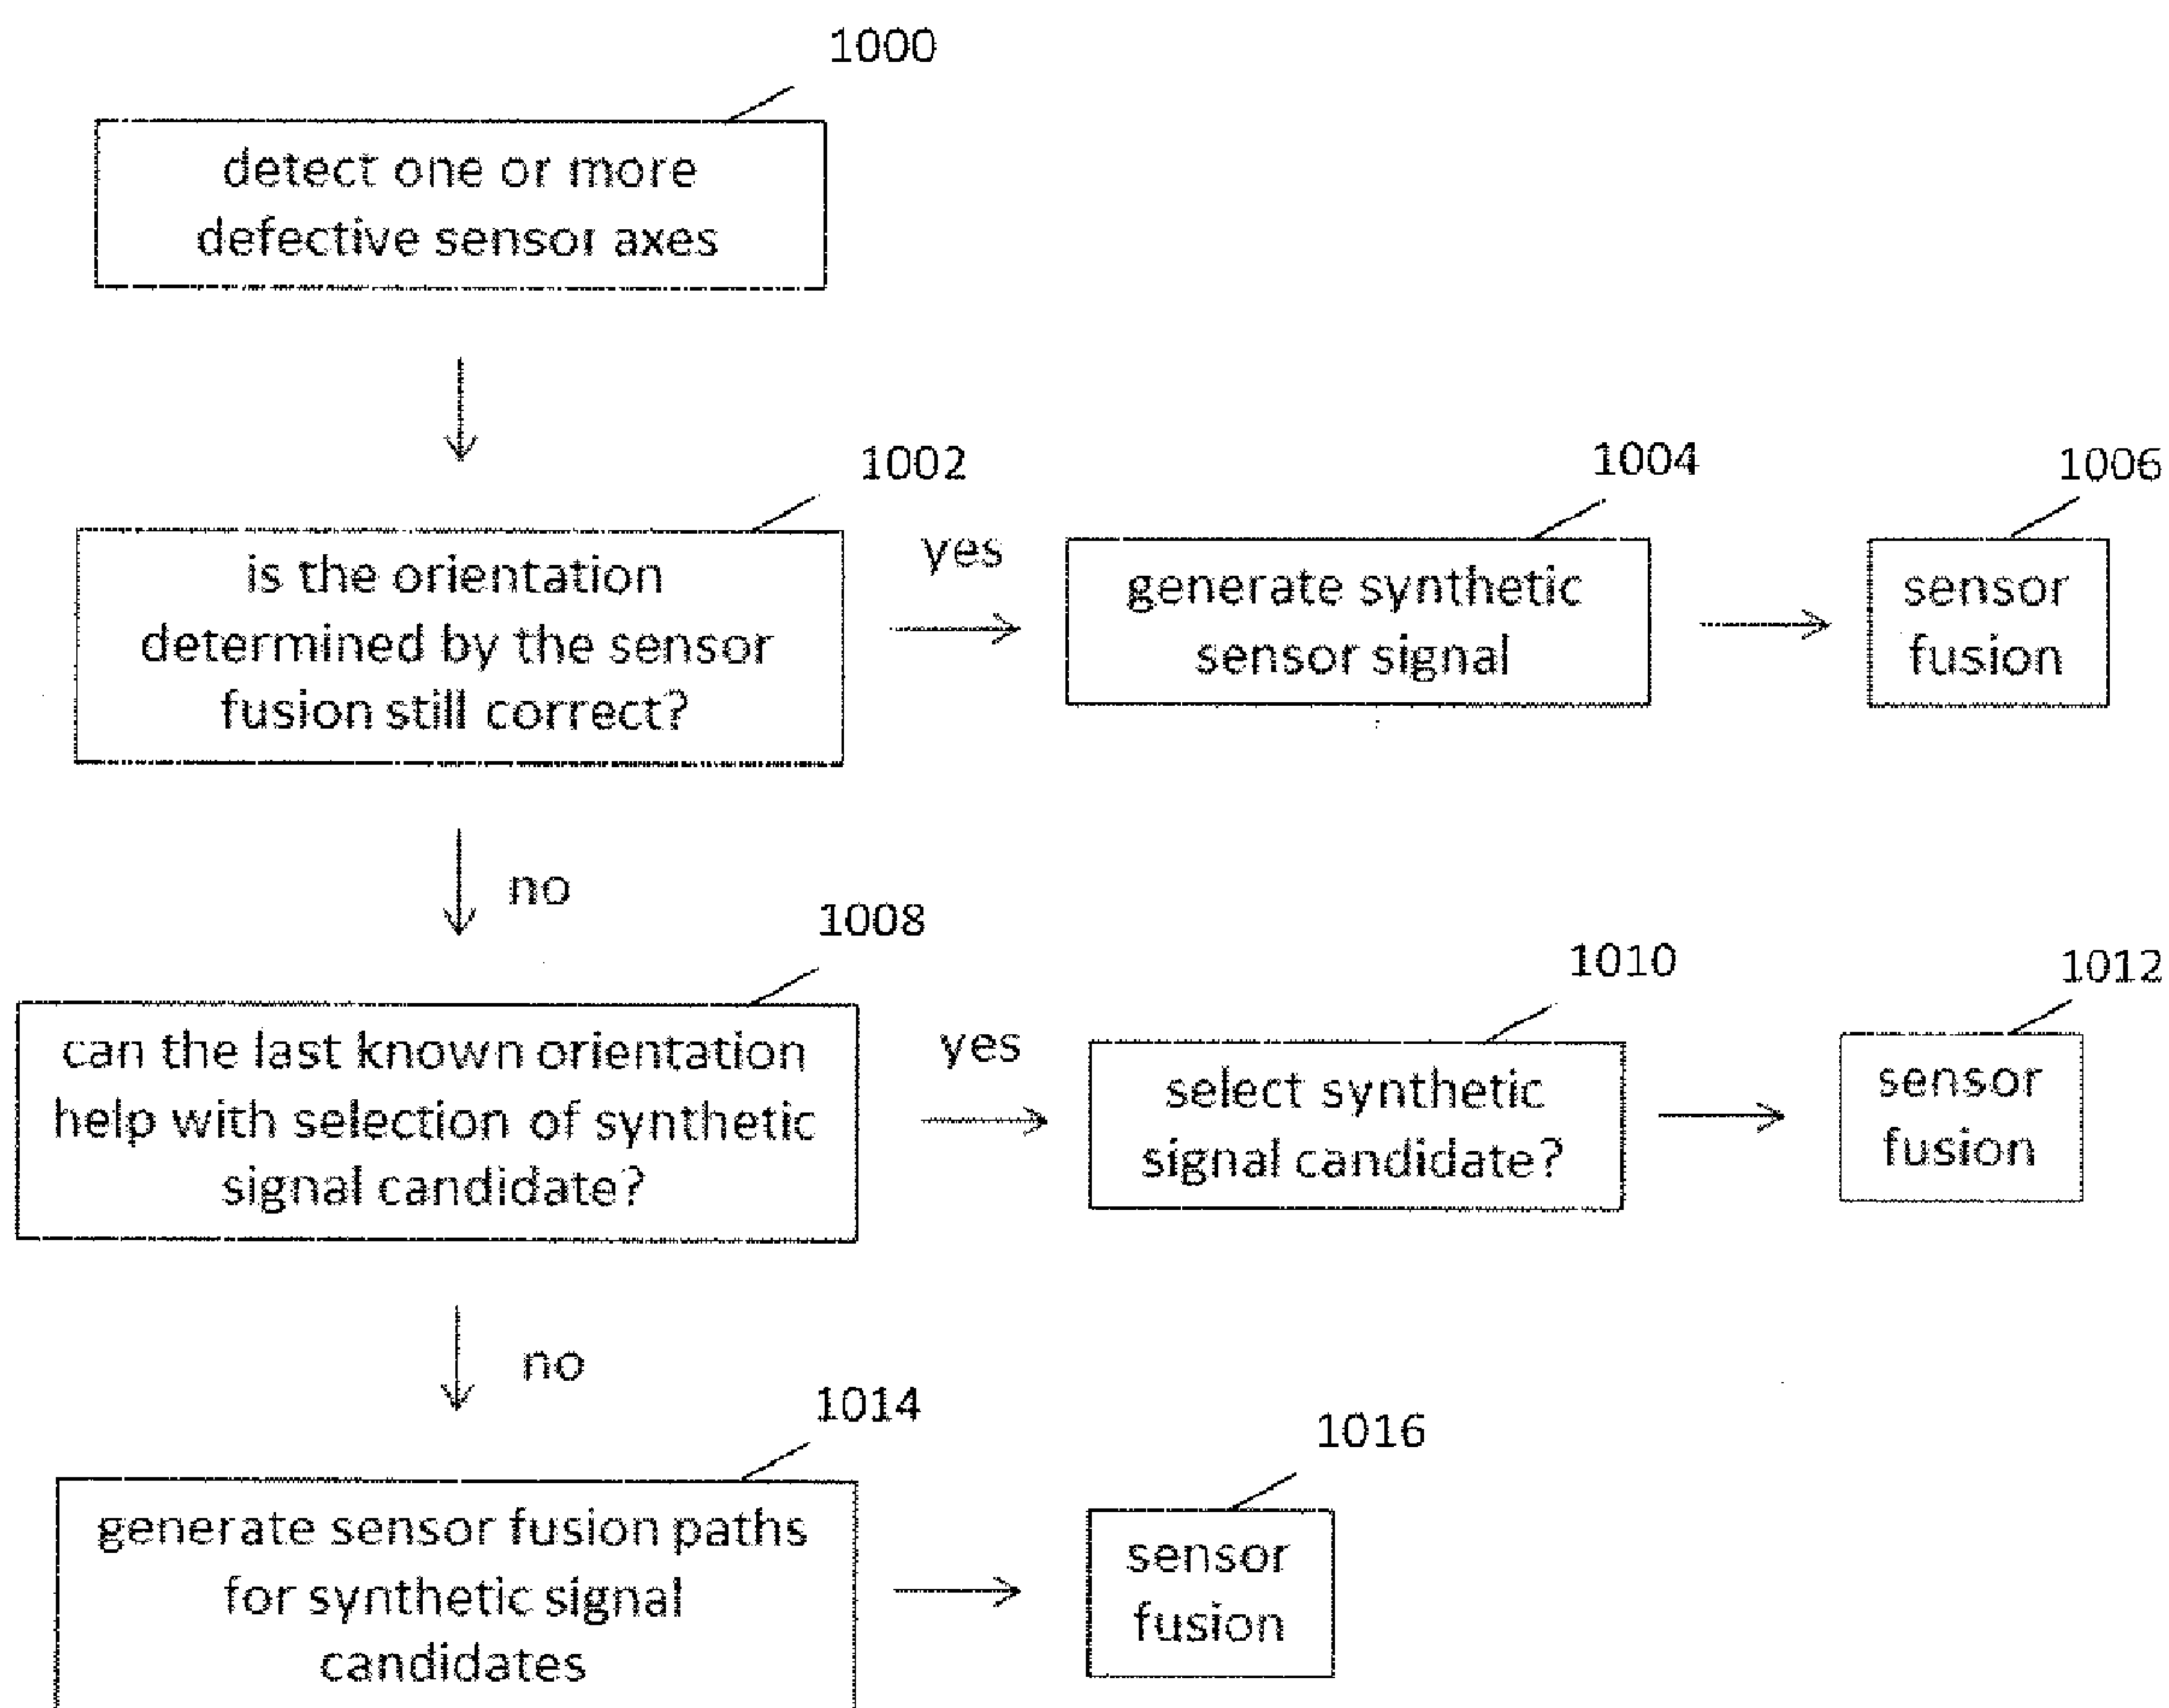 1000
detect one or more
defective sensor axes
1002
is the orientation
determined by the sensor
fusion still correct?
yes
1004
generate synthetic
sensor signal
1006
sensor
fusion
no
1008
can the last known orientation
help with selection of synthetic
signal candidate?
yes
1010
select synthetic
signal candidate?
1012
sensor
fusion
no
1014
generate sensor fusion paths
for synthetic signal
candidates
1016
sensor
fusion